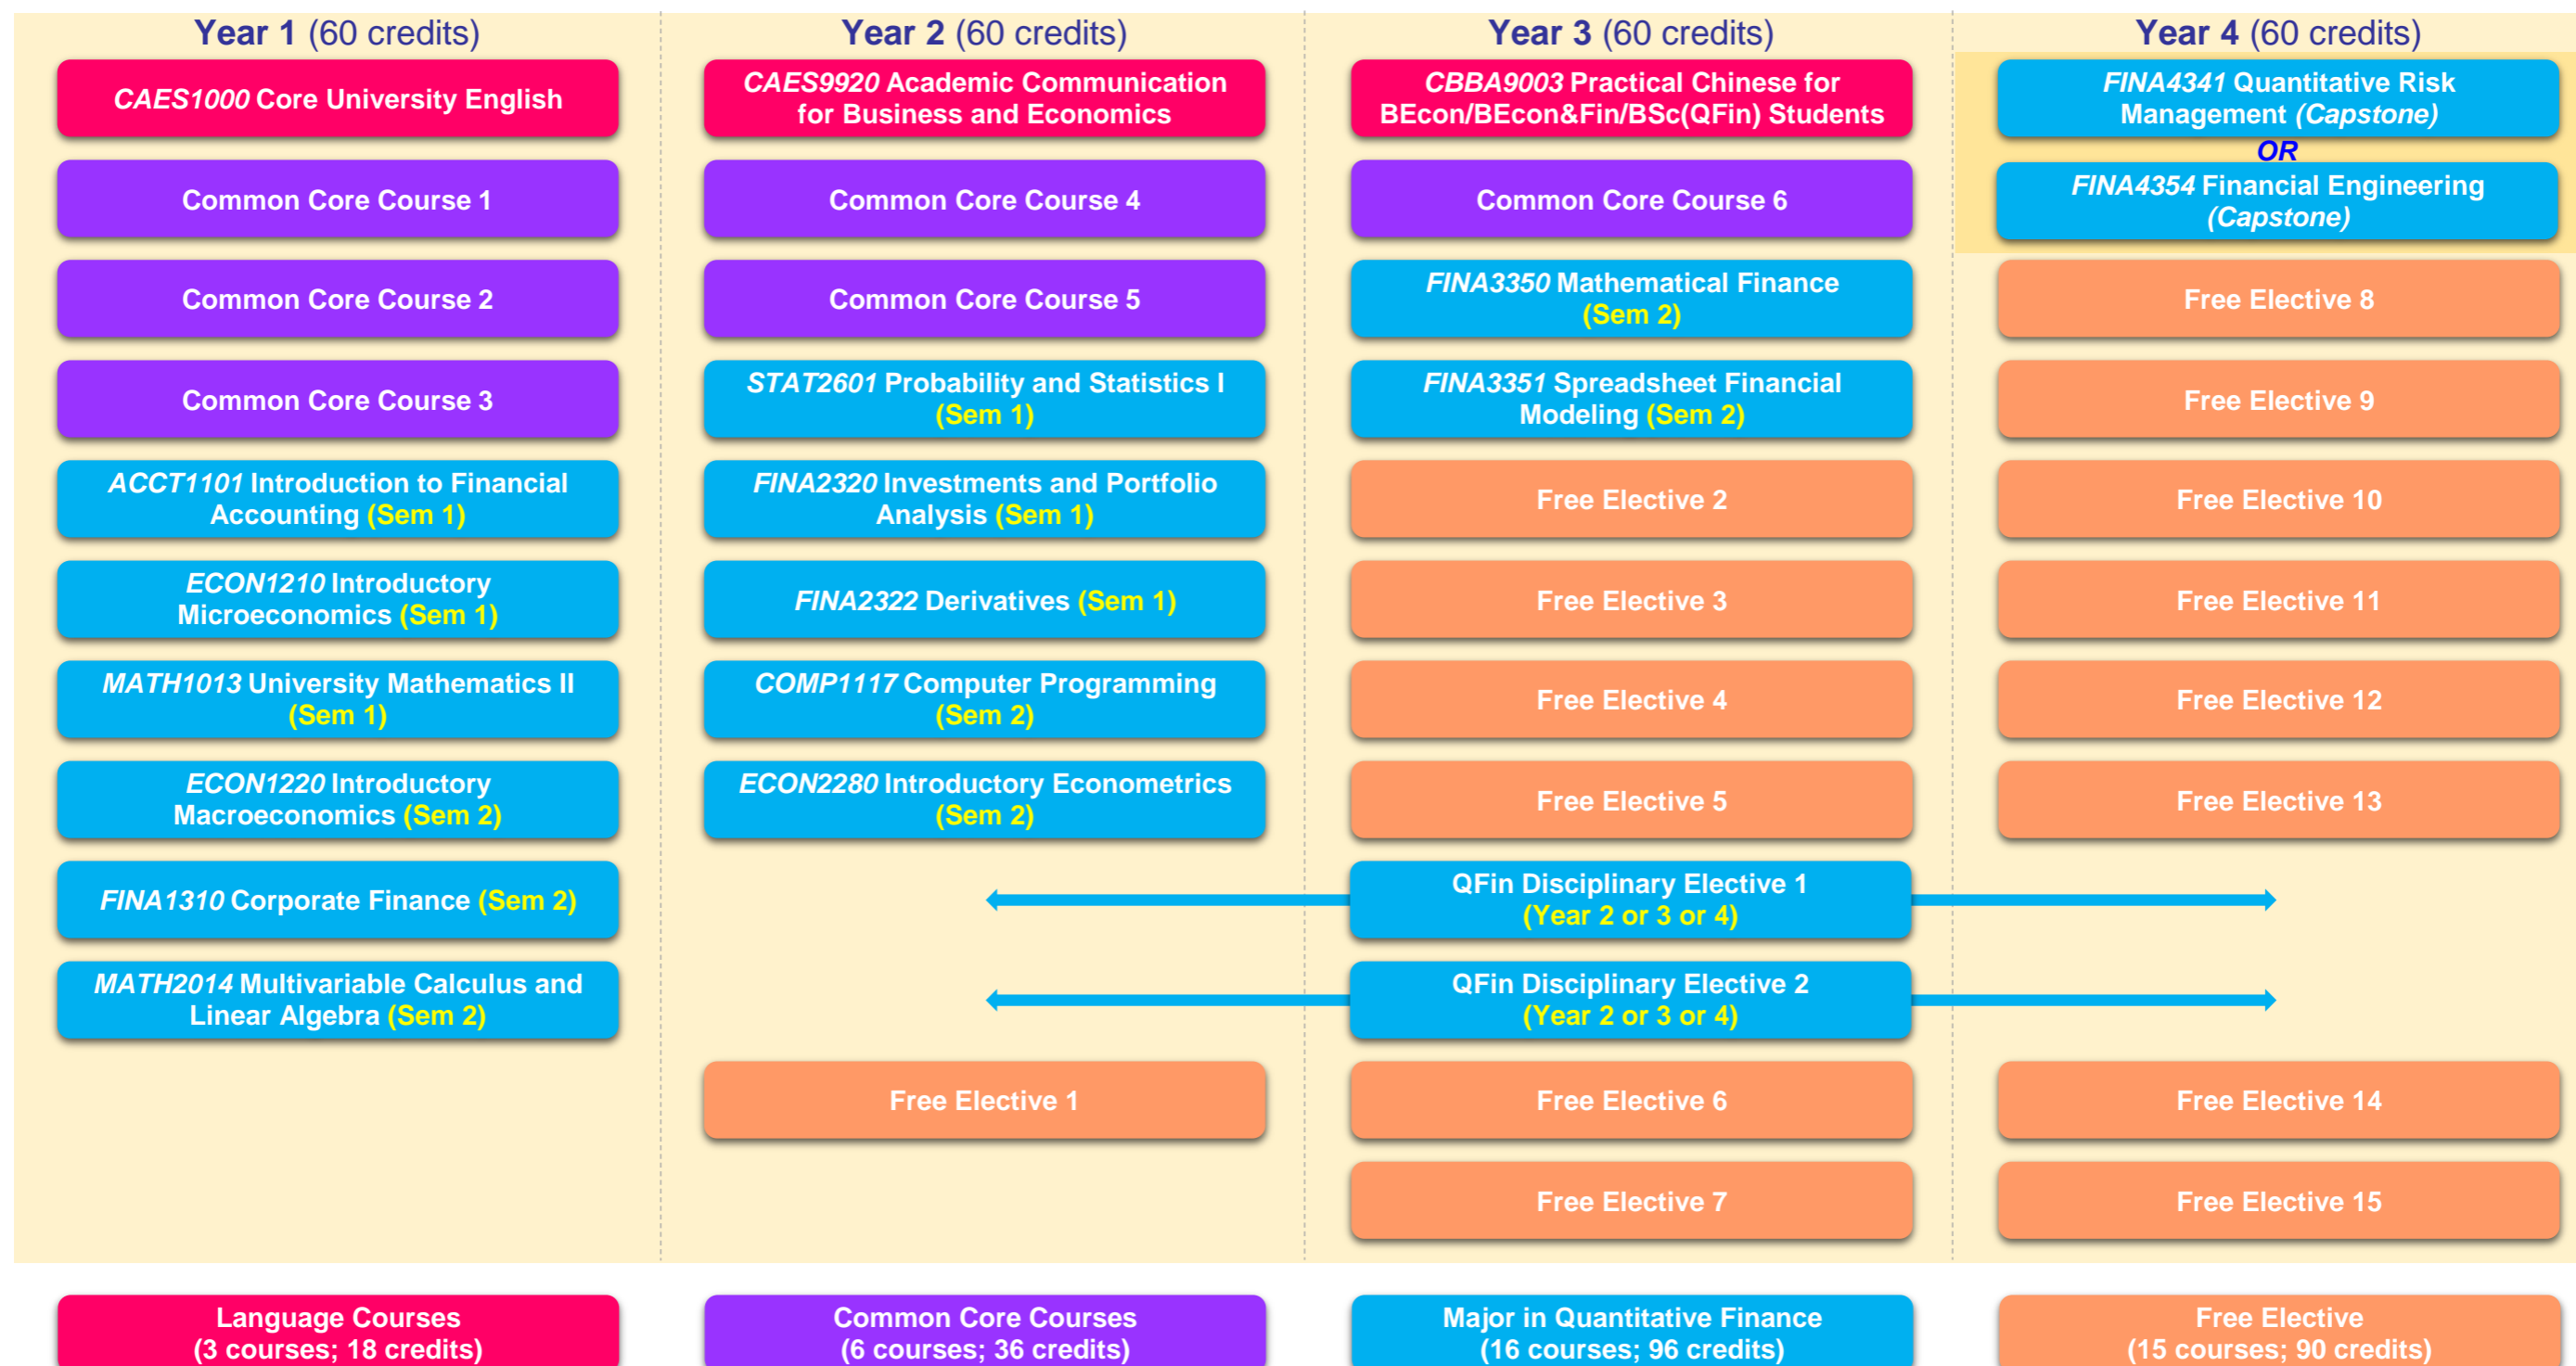 Year 1 (60 credits)
CAES1000 Core University English
Common Core Course 1
Common Core Course 2
Common Core Course 3
ACCT1101 Introduction to Financial
Accounting (Sem 1)
ECON1210 Introductory
Microeconomics (Sem 1)
MATH1013 University Mathematics II
(Sem 1)
ECON1220 Introductory
Macroeconomics (Sem 2)
FINA1310 Corporate Finance (Sem 2)
MATH2014 Multivariable Calculus and
Linear Algebra (Sem 2)
Year 2 (60 credits)
CAES9920 Academic Communication
for Business and Economics
Common Core Course 4
Common Core Course 5
STAT2601 Probability and Statistics I
(Sem 1)
FINA2320 Investments and Portfolio
Analysis (Sem 1)
FINA2322 Derivatives (Sem 1)
COMP1117 Computer Programming
(Sem 2)
ECON2280 Introductory Econometrics
(Sem 2)
Free Elective 1
Year 3 (60 credits)
CBBA9003 Practical Chinese for
BEcon/BEcon&Fin/BSc(QFin) Students
Common Core Course 6
FINA3350 Mathematical Finance
(Sem 2)
FINA3351 Spreadsheet Financial
Modeling (Sem 2)
Free Elective 2
Free Elective 3
Free Elective 4
Free Elective 5
QFin Disciplinary Elective 1
(Year 2 or 3 or 4)
QFin Disciplinary Elective 2
(Year 2 or 3 or 4)
Free Elective 6
Free Elective 7
Year 4 (60 credits)
FINA4341 Quantitative Risk
Management (Capstone)
OR
FINA4354 Financial Engineering
(Capstone)
Free Elective 8
Free Elective 9
Free Elective 10
Free Elective 11
Free Elective 12
Free Elective 13
Free Elective 14
Free Elective 15
Language Courses
(3 courses; 18 credits)
Common Core Courses
(6 courses; 36 credits)
Major in Quantitative Finance
(16 courses; 96 credits)
Free Elective
(15 courses; 90 credits)